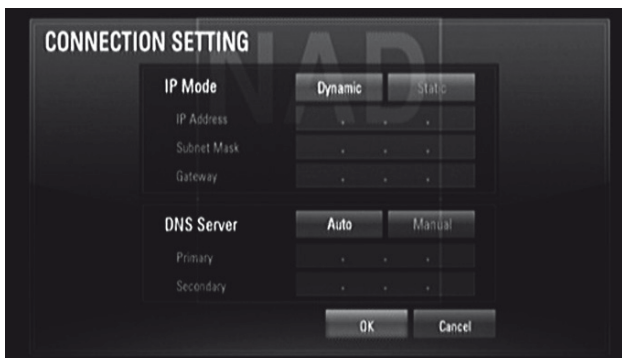 CONNECTION SETTING
NAD
IP Mode Dynamic Static
IP Address . . .
Subnet Mask . . .
Gateway . . .
DNS Server Auto Manual
Primary . . .
Secondary . . .
OK Cancel